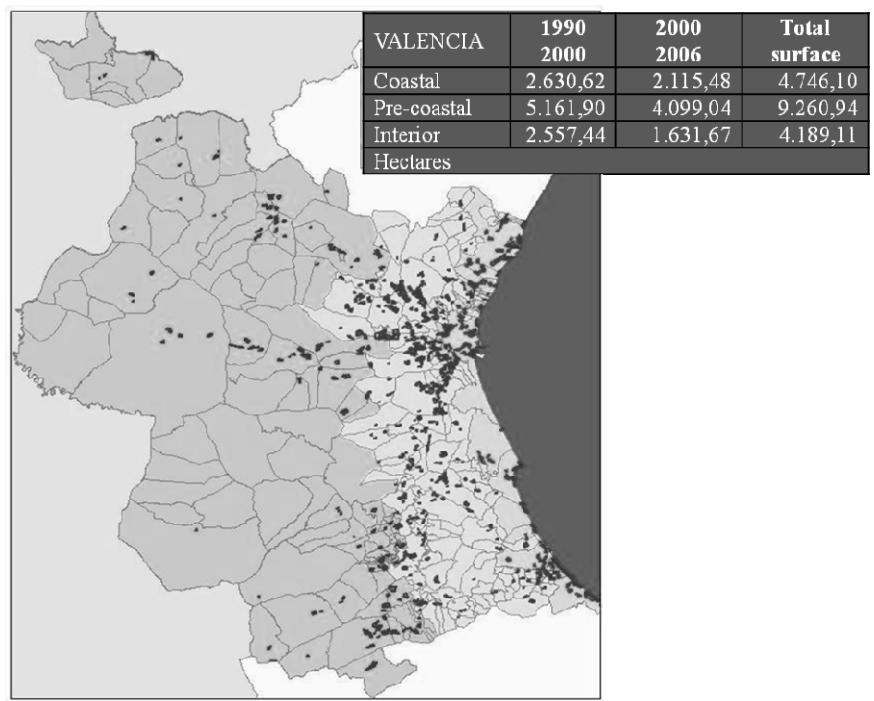 VALENCIA 1990 2000 2000 2006 Total surface
Coastal 2.630,62 2.115,48 4.746,10
Pre-coastal 5.161,90 4.099,04 9.260,94
Interior 2.557,44 1.631,67 4.189,11
Hectares